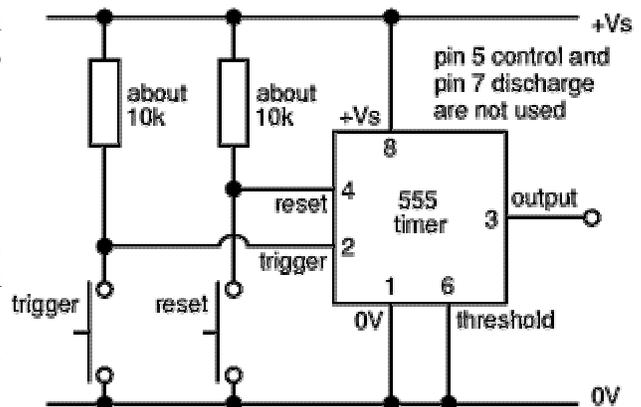 +Vs
pin 5 control and
pin 7 discharge
are not used
about
10k
about
10k
+Vs
8
4
reset
555
timer
3
output
2
trigger
1
6
trigger
reset
0V
threshold
0V